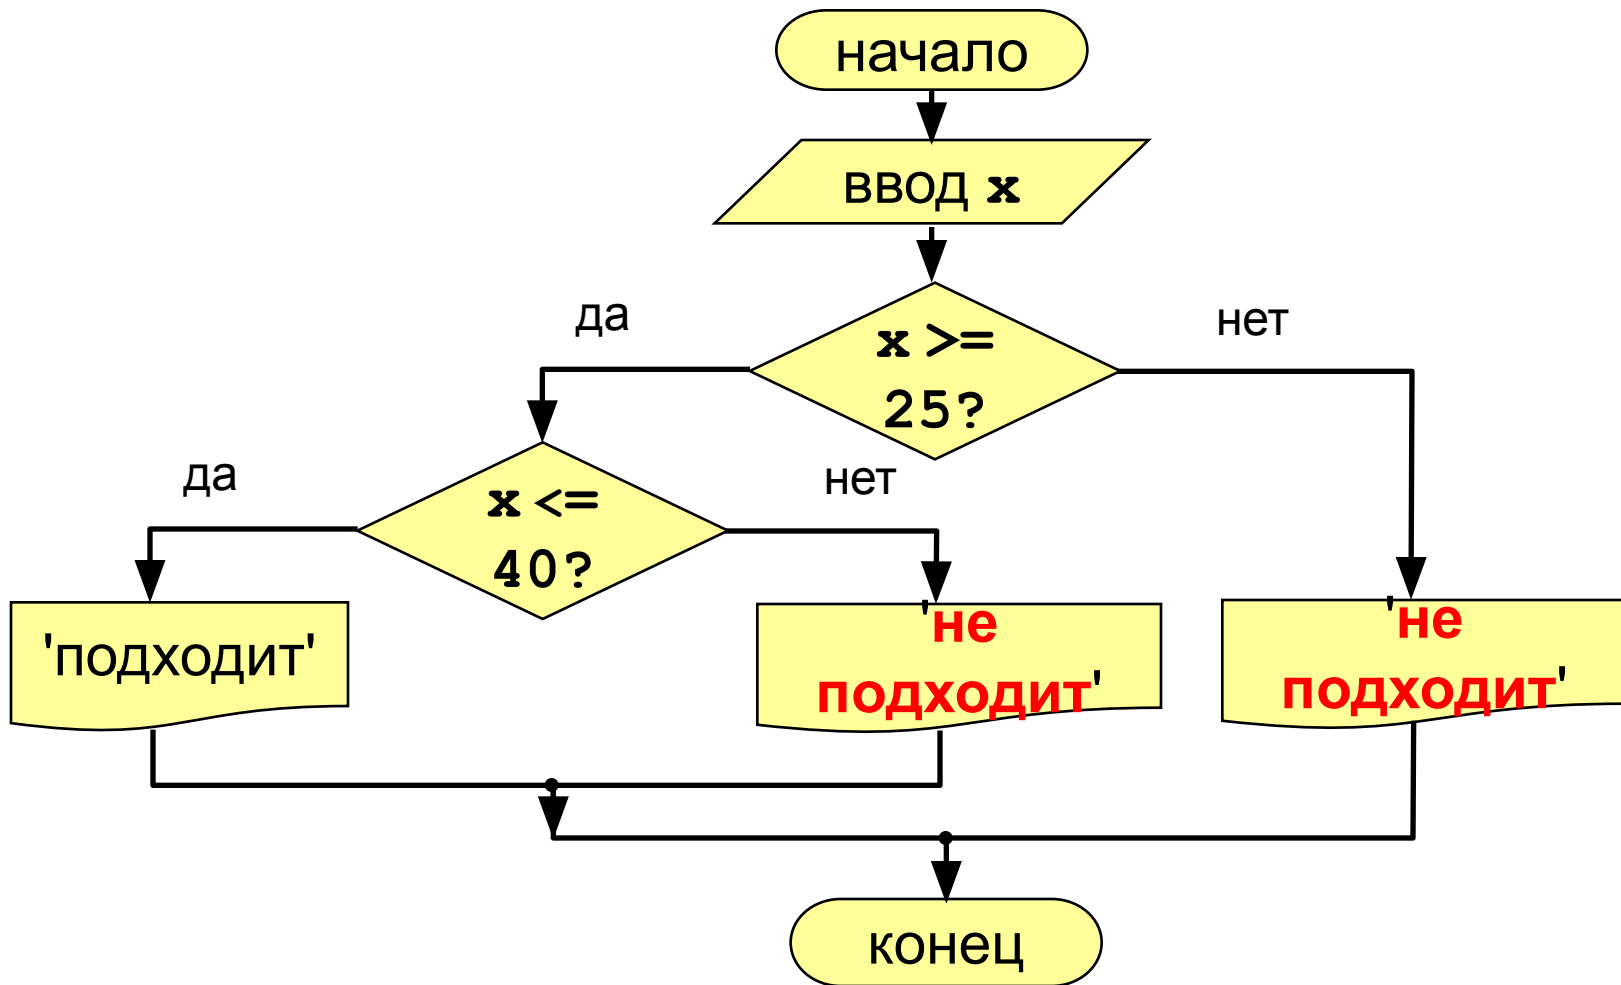 начало
ввод x
да
нет
x >=
25?
да
нет
x <=
40?
'подходит'
'не
подходит'
'не
подходит'
конец